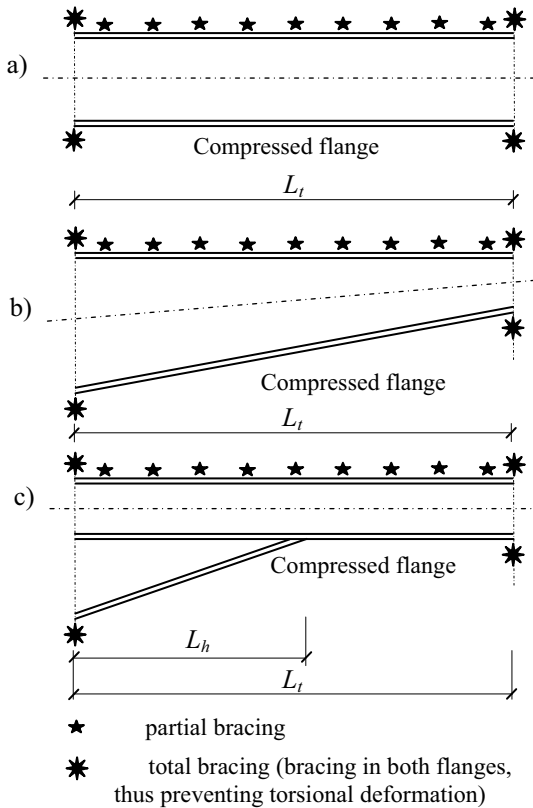 a)
Compressed flange
L_t
b)
Compressed flange
L_t
c)
Compressed flange
L_h
L_t
partial bracing
total bracing (bracing in both flanges,
thus preventing torsional deformation)